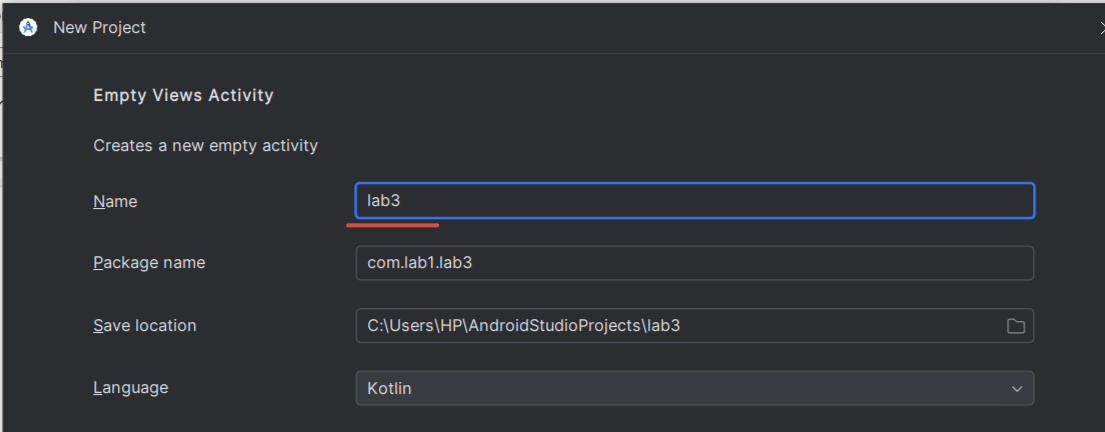 New Project
Empty Views Activity
Creates a new empty activity
Name lab3
Package name com.lab1.lab3
Save location C:\Users\HP\AndroidStudioProjects\lab3
Language Kotlin